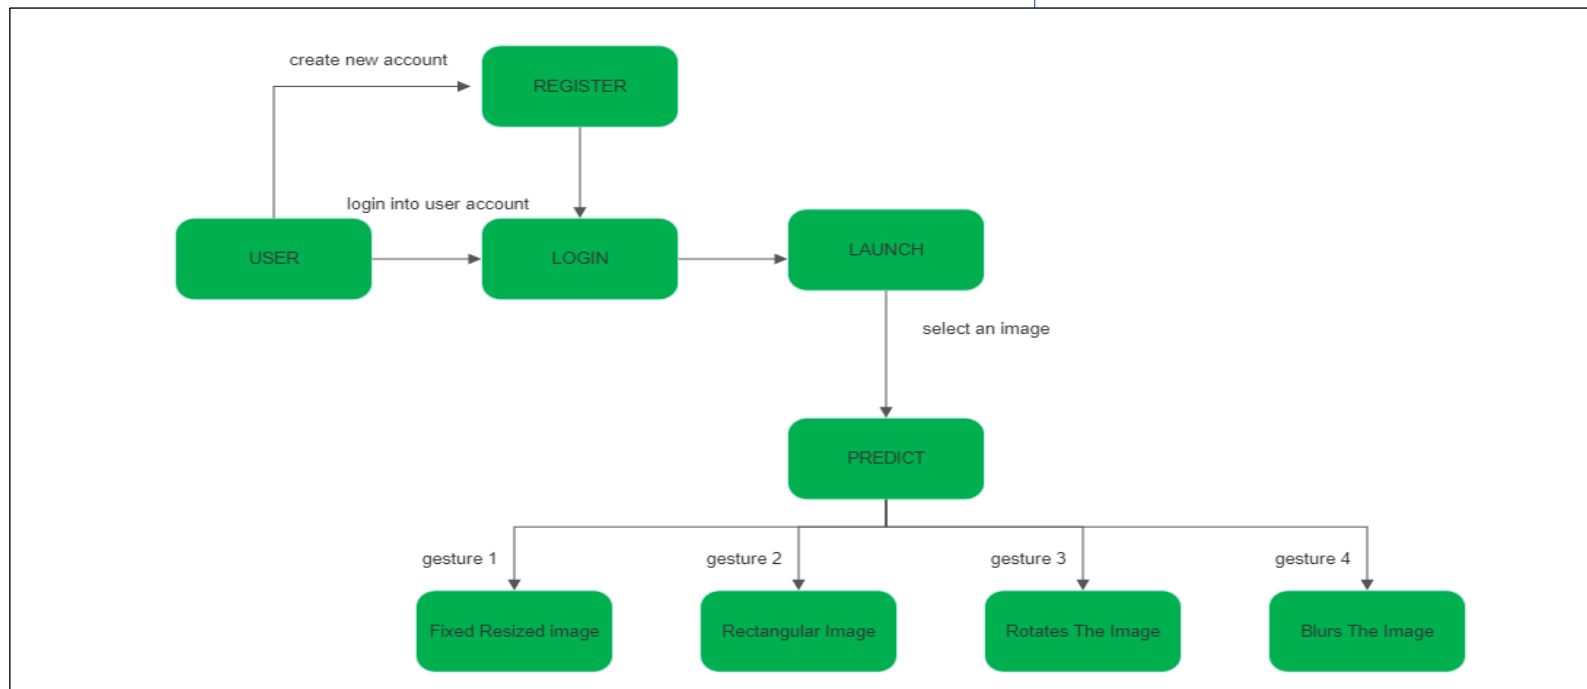 create new account
REGISTER
login into user account
USER
LOGIN
LAUNCH
select an image
PREDICT
gesture 1
gesture 2
gesture 3
gesture 4
Fixed Resized image
Rectangular Image
Rotates The Image
Blurs The Image